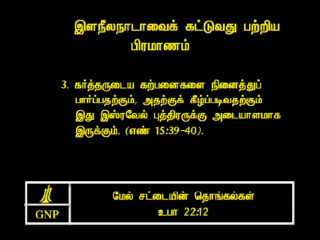 இளநீலநாடாவைக் கட்டுவது பற்றிய
பிரமாணம்
3. கர்த்தருடைய கற்பனைகளை நினைத்துப்
பார்ப்பதற்கும், அதற்குக் கீழ்ப்படிவதற்கும்
இது இஸ்ரவேல் புத்திரருக்கு அடையாளமாக
இருக்கும். (எண் 15:39-40).
GNP
மேல் சட்டையின் தொங்கல்கள்
உபா 22:12